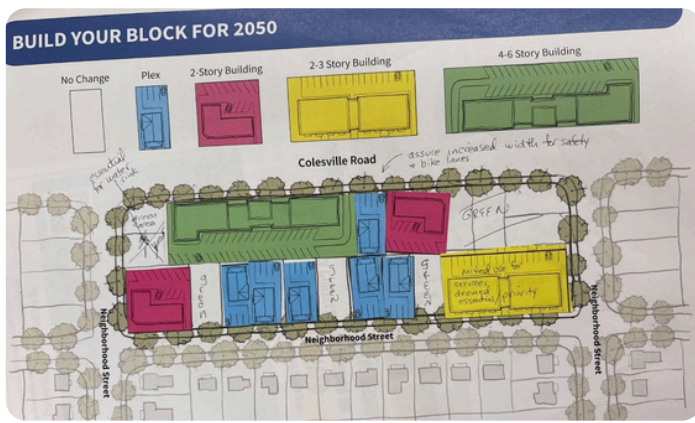 BUILD YOUR BLOCK FOR 2050
No Change
Plex
2-Story Building
2-3 Story Building
4-6 Story Building
Colesville Road
assure increased width for safety
+ bike lanes
essential
for water
green
area
GREEN
GREEN
GREEN
GREEN
mixed use for
services,
deemed
essential/priority
Neighborhood Street
Neighborhood Street
Neighborhood Street